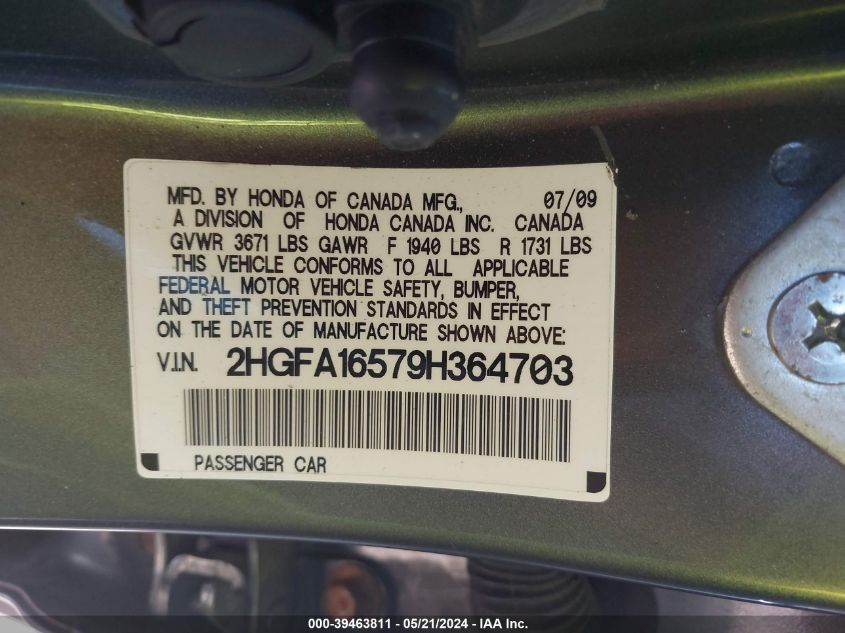 MFD. BY HONDA OF CANADA MFG., 07/09
A DIVISION OF HONDA CANADA INC. CANADA
GVWR 3671 LBS GAWR F 1940 LBS R 1731 LBS
THIS VEHICLE CONFORMS TO ALL APPLICABLE
FEDERAL MOTOR VEHICLE SAFETY, BUMPER,
AND THEFT PREVENTION STANDARDS IN EFFECT
ON THE DATE OF MANUFACTURE SHOWN ABOVE:
V.I.N. 2HGFA16579H364703
PASSENGER CAR
000-39463811 / 05/21/2024 - IAA Inc.